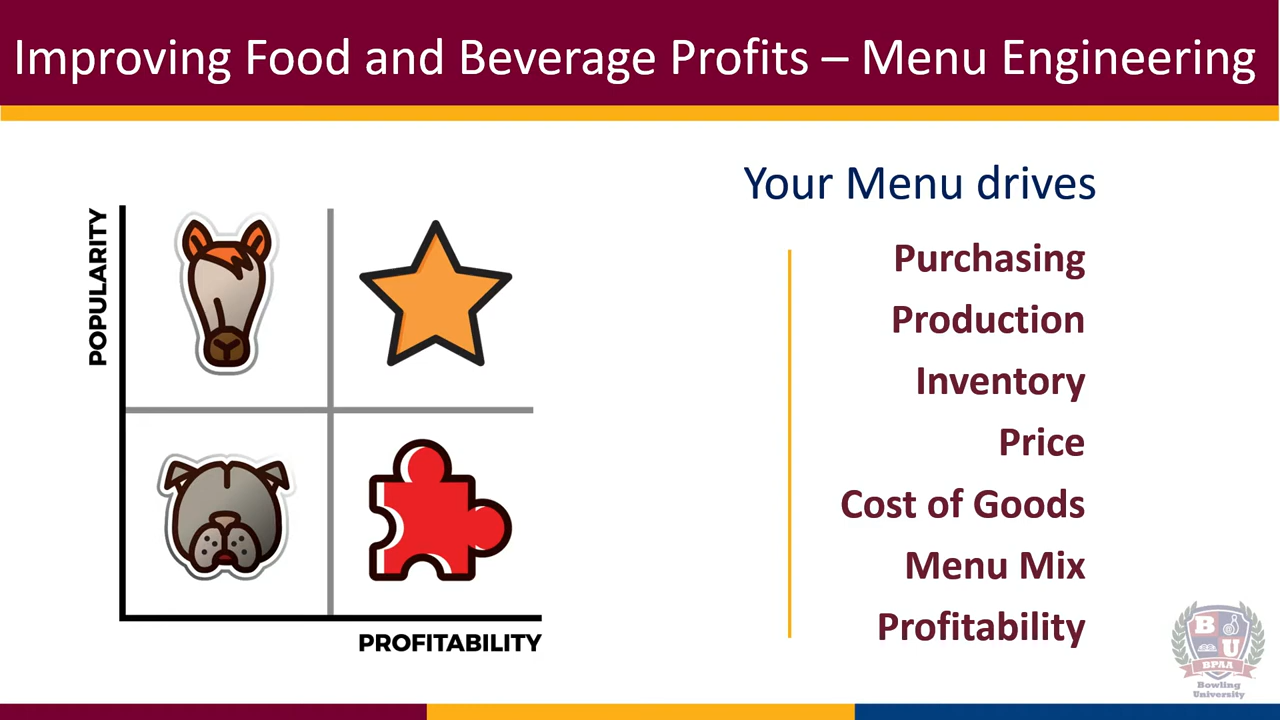 Improving Food and Beverage Profits – Menu Engineering
POPULARITY
PROFITABILITY
Your Menu drives
Purchasing
Production
Inventory
Price
Cost of Goods
Menu Mix
Profitability
B
U
BPAA
Bowling
University